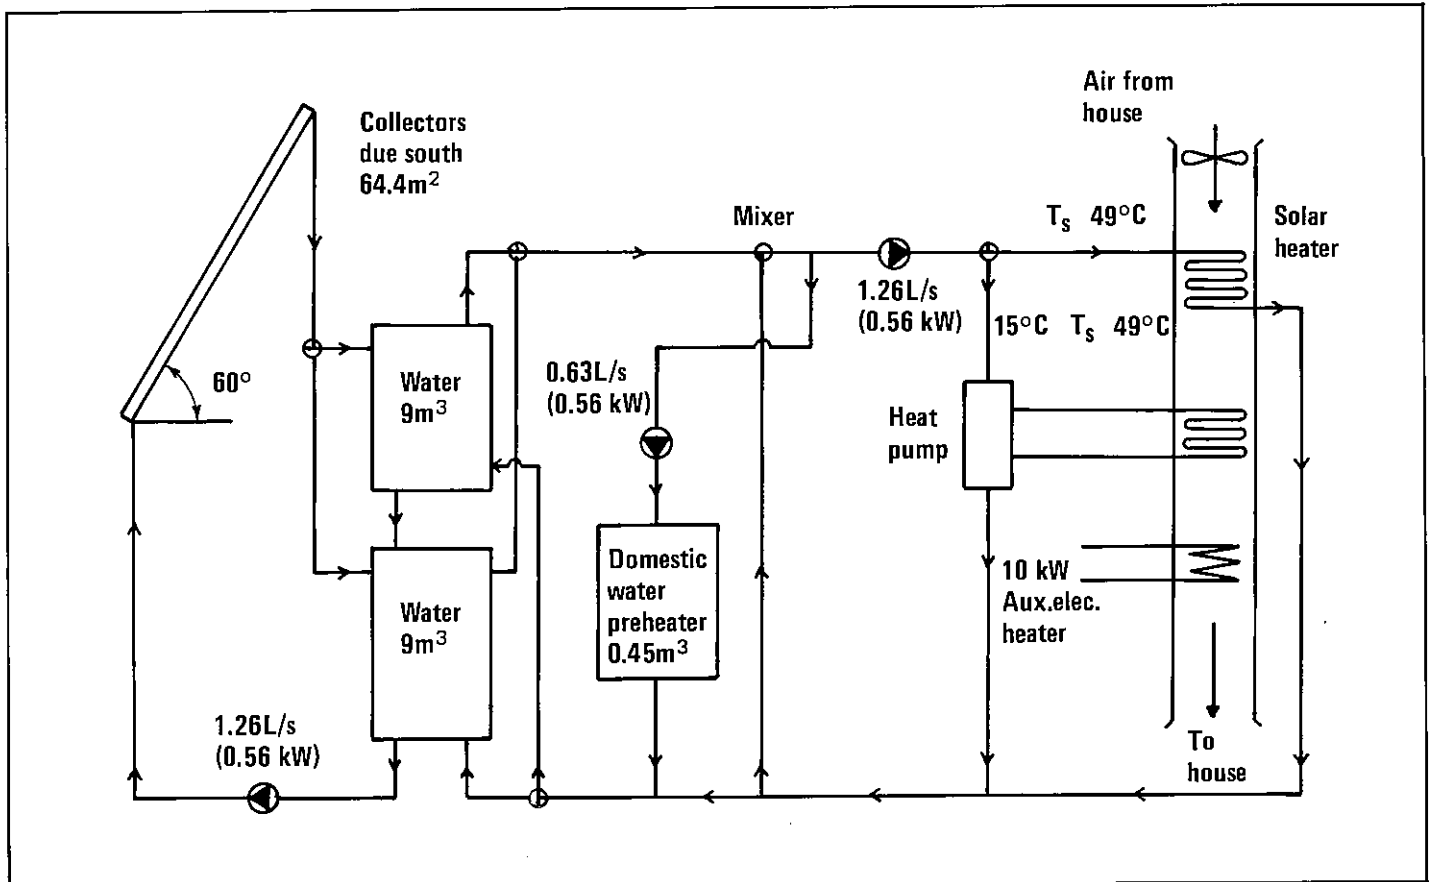 Air from
house
Collectors
due south
64.4m²
Mixer
Tₛ 49°C
Solar
heater
1.26L/s
(0.56 kW)
15°C Tₛ 49°C
60°
Water
9m³
0.63L/s
(0.56 kW)
Heat
pump
Domestic
water
preheater
0.45m³
10 kW
Aux.elec.
heater
Water
9m³
1.26L/s
(0.56 kW)
To
house